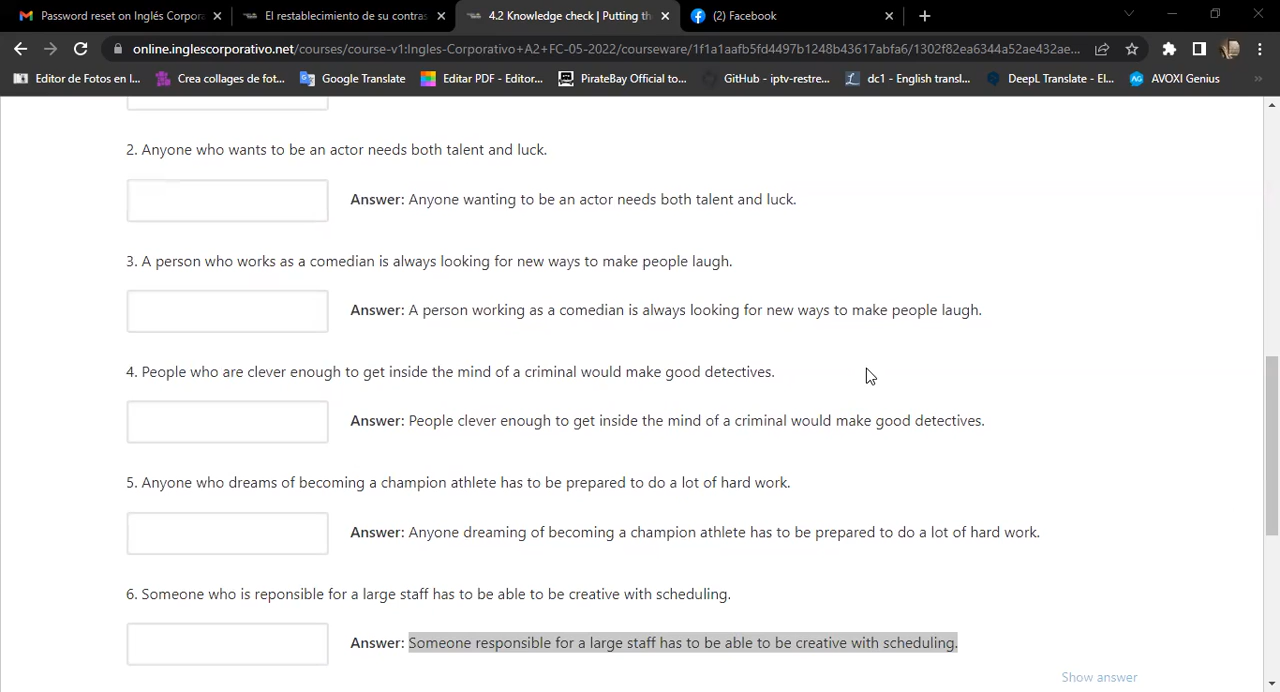 Password reset on Inglés Corpora
El restablecimiento de su contras
4.2 Knowledge check | Putting th
(2) Facebook
online.inglescorporativo.net/courses/course-v1:Ingles-Corporativo+A2+FC-05-2022/courseware/1f1a1aafb5fd4497b1248b43617abfa6/1302f82ea6344a52ae432ae...
Editor de Fotos en l...
Crea collages de fot...
Google Translate
Editar PDF - Editor...
PirateBay Official to...
GitHub - iptv-restre...
dc1 - English transl...
DeepL Translate - El...
AVOXI Genius
»
2. Anyone who wants to be an actor needs both talent and luck.
Answer: Anyone wanting to be an actor needs both talent and luck.
3. A person who works as a comedian is always looking for new ways to make people laugh.
Answer: A person working as a comedian is always looking for new ways to make people laugh.
4. People who are clever enough to get inside the mind of a criminal would make good detectives.
Answer: People clever enough to get inside the mind of a criminal would make good detectives.
5. Anyone who dreams of becoming a champion athlete has to be prepared to do a lot of hard work.
Answer: Anyone dreaming of becoming a champion athlete has to be prepared to do a lot of hard work.
6. Someone who is reponsible for a large staff has to be able to be creative with scheduling.
Answer: Someone responsible for a large staff has to be able to be creative with scheduling.
Show answer